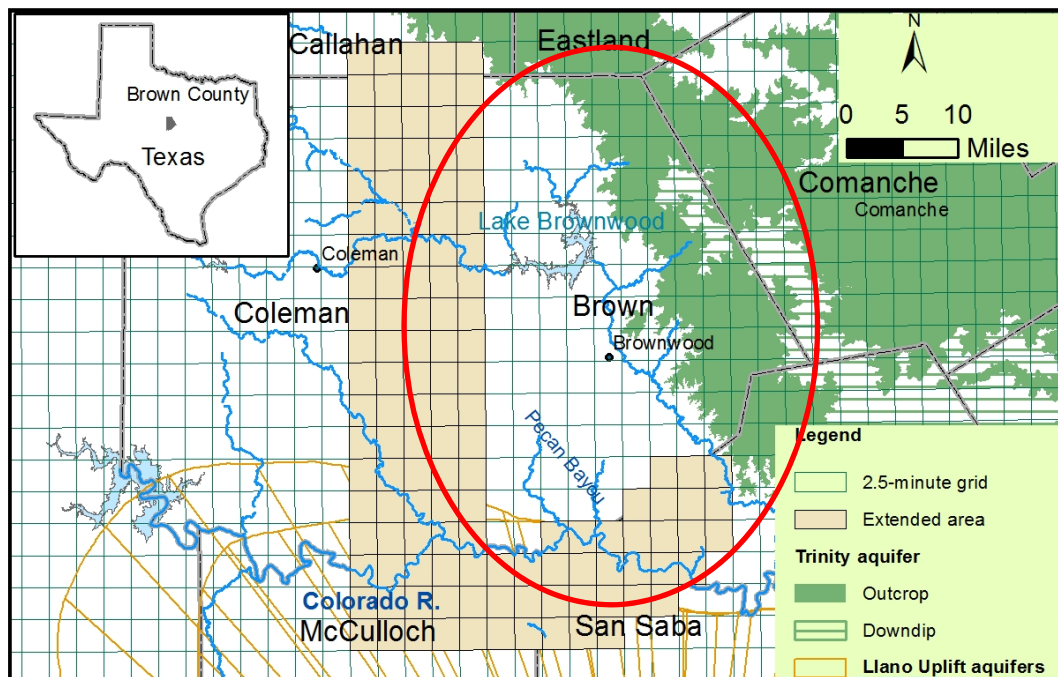 Callahan
Eastland
Brown County
Texas
N
0 5 10
Miles
Comanche
Comanche
Lake Brownwood
Coleman
Coleman
Brown
Brownwood
Pecan Bayou
Colorado R.
McCulloch
San Saba
Legend
2.5-minute grid
Extended area
Trinity aquifer
Outcrop
Downdip
Llano Uplift aquifers